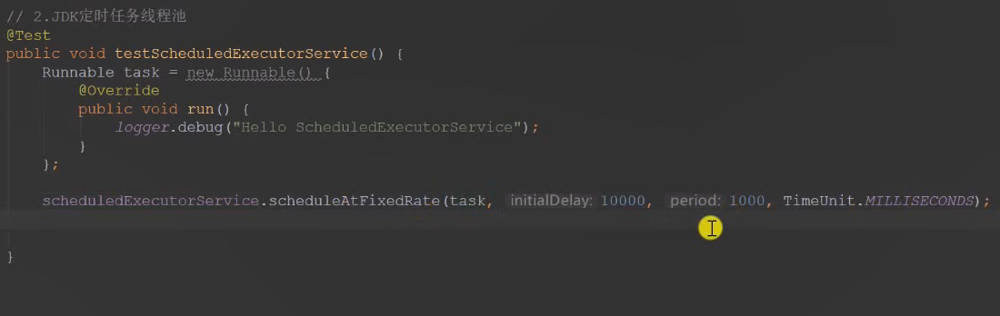 // 2.JDK定时任务线程池
@Test
public void testScheduledExecutorService() {
Runnable task = new Runnable() {
@Override
public void run() {
logger.debug("Hello ScheduledExecutorService");
}
};
scheduledExecutorService.scheduleAtFixedRate(task, initialDelay: 10000, period: 1000, TimeUnit.MILLISECONDS);
}